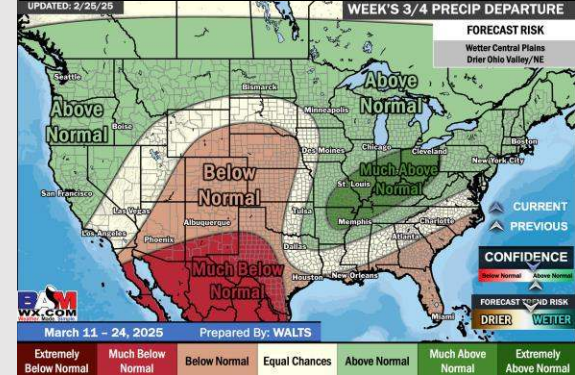 UPDATED: 2/25/25
WEEK'S 3/4 PRECIP DEPARTURE
FORECAST RISK
Wetter Central Plains
Drier Ohio Valley/NE
Seattle
Above
Normal
Boise
Bismarck
Minneapolis
Above
Normal
Boston
Des Moines
Chicago
Cleveland
New York City
Below
Normal
Much Above
Normal
St. Louis
San Francisco
Las Vegas
Los Angeles
Phoenix
Albuquerque
Tulsa
Memphis
Charlotte
Atlanta
Dallas
Houston
New Orleans
Miami
Much Below
Normal
CURRENT
PREVIOUS
CONFIDENCE
Below Normal
Above Normal
FORECAST TREND RISK
DRIER
WETTER
BAM
WX.COM
Weather Made Simple
March 11 – 24, 2025
Prepared By: WALTS
Extremely
Below Normal
Much Below
Normal
Below Normal
Equal Chances
Above Normal
Much Above
Normal
Extremely
Above Normal